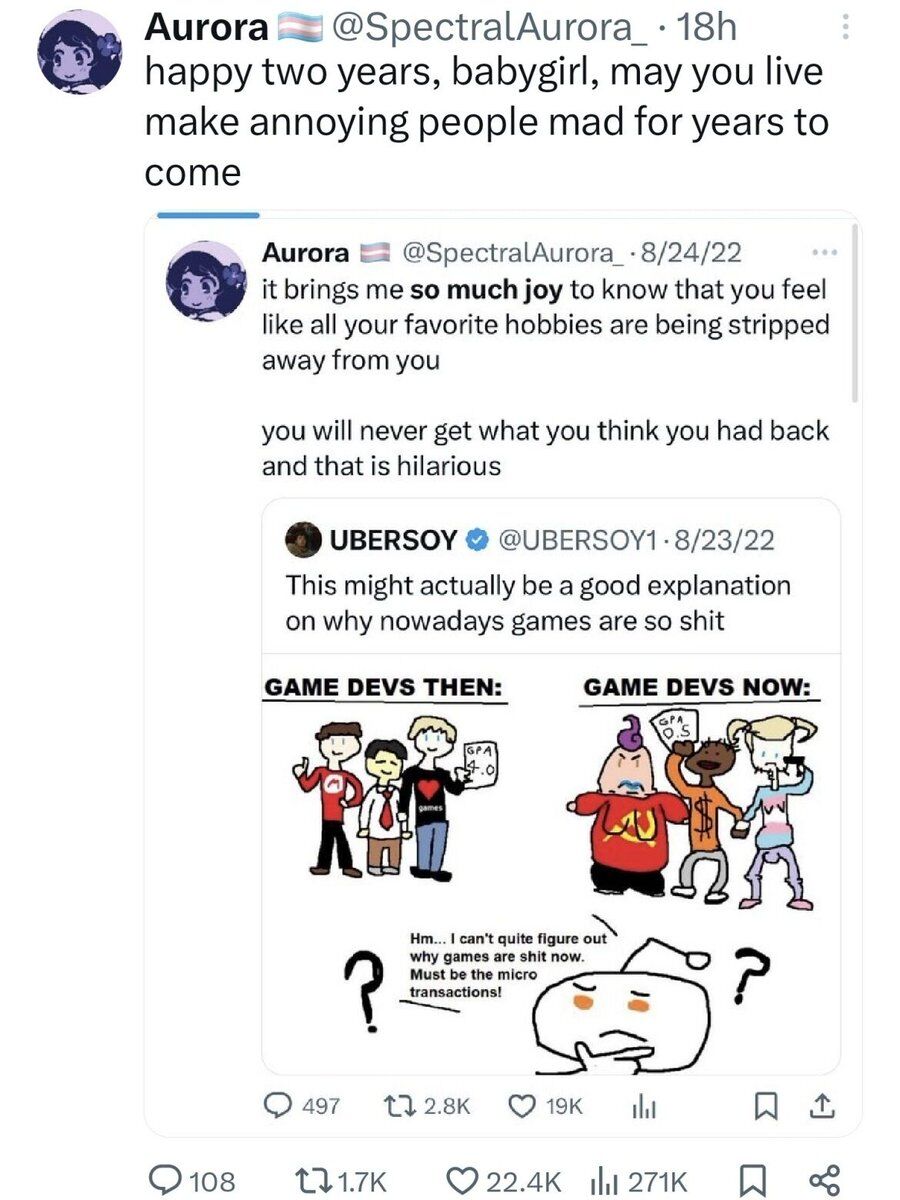 Aurora @SpectralAurora_ · 18h
happy two years, babygirl, may you live
make annoying people mad for years to
come
Aurora @SpectralAurora_ · 8/24/22
it brings me so much joy to know that you feel
like all your favorite hobbies are being stripped
away from you
you will never get what you think you had back
and that is hilarious
UBERSOY @UBERSOY1 · 8/23/22
This might actually be a good explanation
on why nowadays games are so shit
GAME DEVS THEN:
GAME DEVS NOW:
GPA
4.0
games
GPA
0.5
$
Hm... I can't quite figure out
why games are shit now.
Must be the micro
transactions!
?
?
497 2.8K 19K
108 1.7K 22.4K 271K